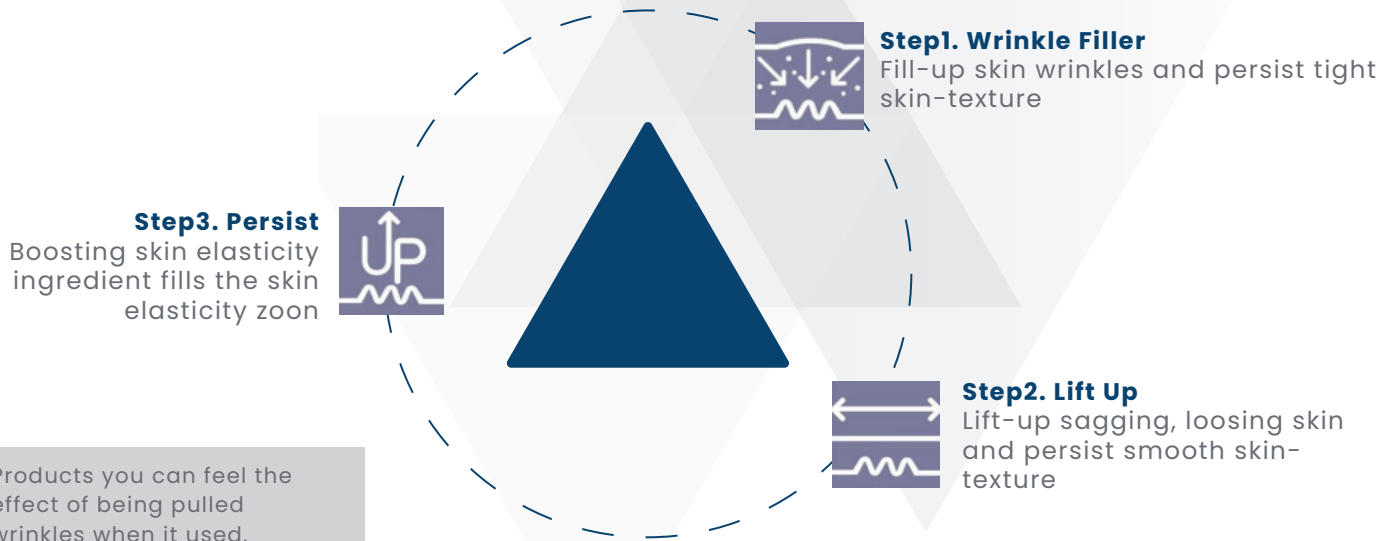 Step1. Wrinkle Filler
Fill-up skin wrinkles and persist tight
skin-texture
Step3. Persist
Boosting skin elasticity
ingredient fills the skin
elasticity zoon
UP
Step2. Lift Up
Lift-up sagging, loosing skin
and persist smooth skin-
texture
Products you can feel the
effect of being pulled
wrinkles when it used.